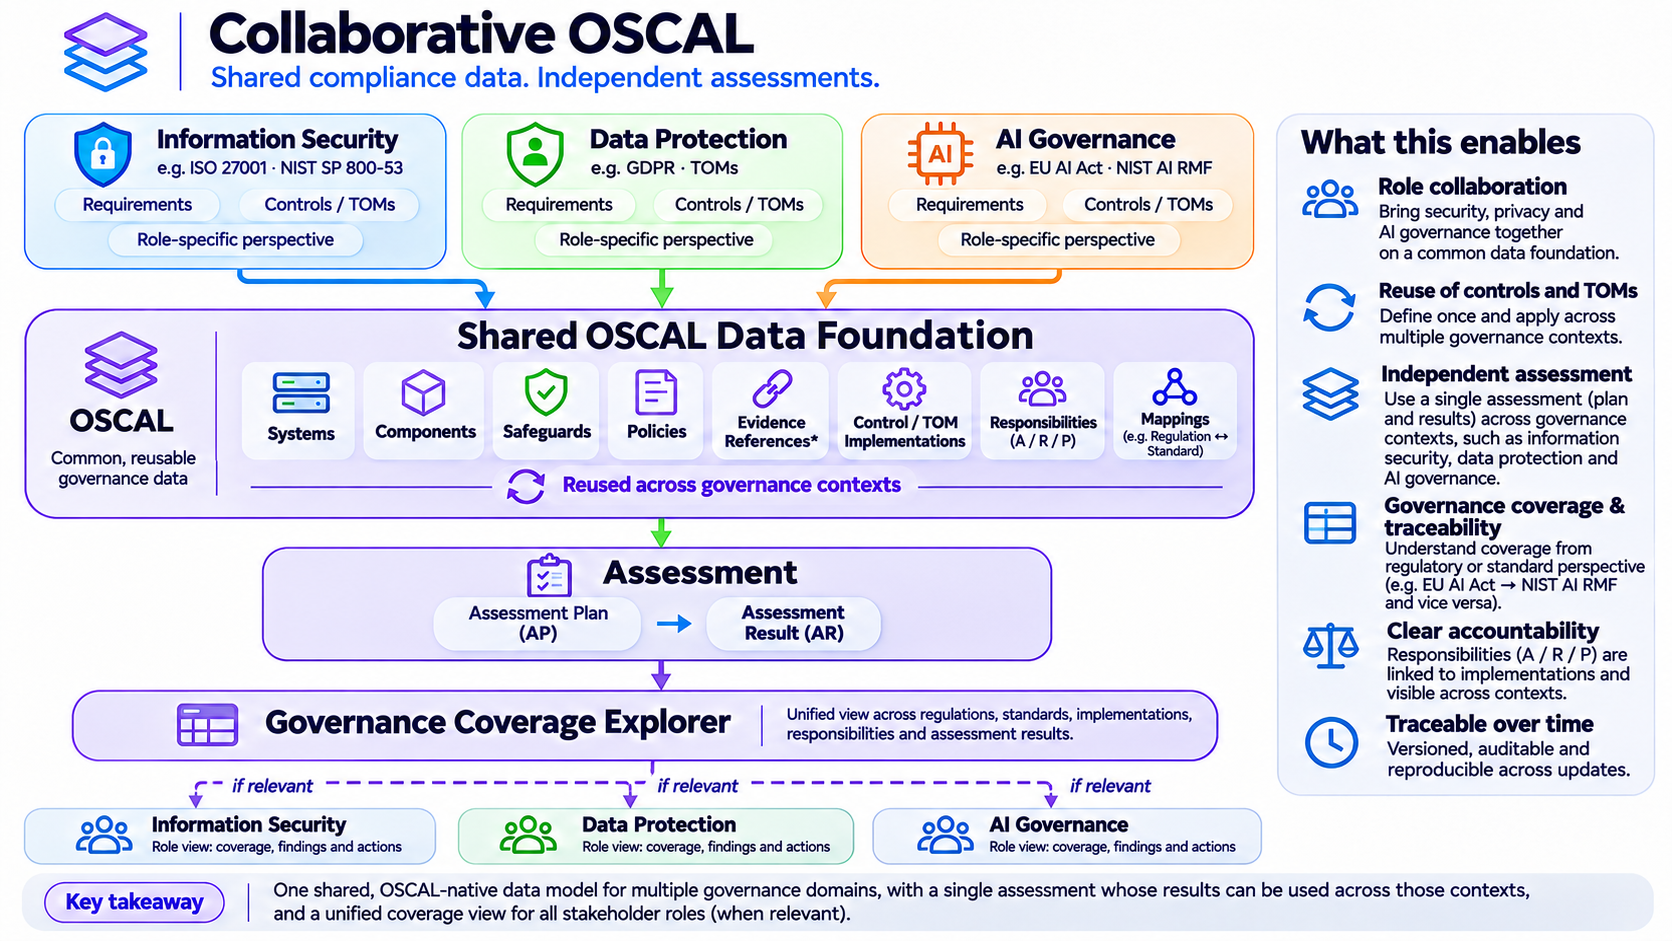 Collaborative OSCAL
Shared compliance data. Independent assessments.
Information Security
e.g. ISO 27001 · NIST SP 800-53
Requirements
Controls / TOMs
Role-specific perspective
Data Protection
e.g. GDPR · TOMs
Requirements
Controls / TOMs
Role-specific perspective
AI
AI Governance
e.g. EU AI Act · NIST AI RMF
Requirements
Controls / TOMs
Role-specific perspective
OSCAL
Common, reusable
governance data
Shared OSCAL Data Foundation
Systems
Components
Safeguards
Policies
Evidence
References*
Control / TOM
Implementations
Responsibilities
(A / R / P)
Mappings
(e.g. Regulation ↔
Standard)
Reused across governance contexts
Assessment
Assessment Plan
(AP)
Assessment
Result (AR)
Governance Coverage Explorer
Unified view across regulations, standards, implementations,
responsibilities and assessment results.
if relevant
if relevant
if relevant
Information Security
Role view: coverage, findings and actions
Data Protection
Role view: coverage, findings and actions
AI Governance
Role view: coverage, findings and actions
What this enables
Role collaboration
Bring security, privacy and
AI governance together
on a common data foundation.
Reuse of controls and TOMs
Define once and apply across
multiple governance contexts.
Independent assessment
Use a single assessment (plan
and results) across governance
contexts, such as information
security, data protection and
AI governance.
Governance coverage &
traceability
Understand coverage from
regulatory or standard perspective
(e.g. EU AI Act → NIST AI RMF
and vice versa).
Clear accountability
Responsibilities (A / R / P) are
linked to implementations and
visible across contexts.
Traceable over time
Versioned, auditable and
reproducible across updates.
Key takeaway
One shared, OSCAL-native data model for multiple governance domains, with a single assessment whose results can be used across those contexts,
and a unified coverage view for all stakeholder roles (when relevant).